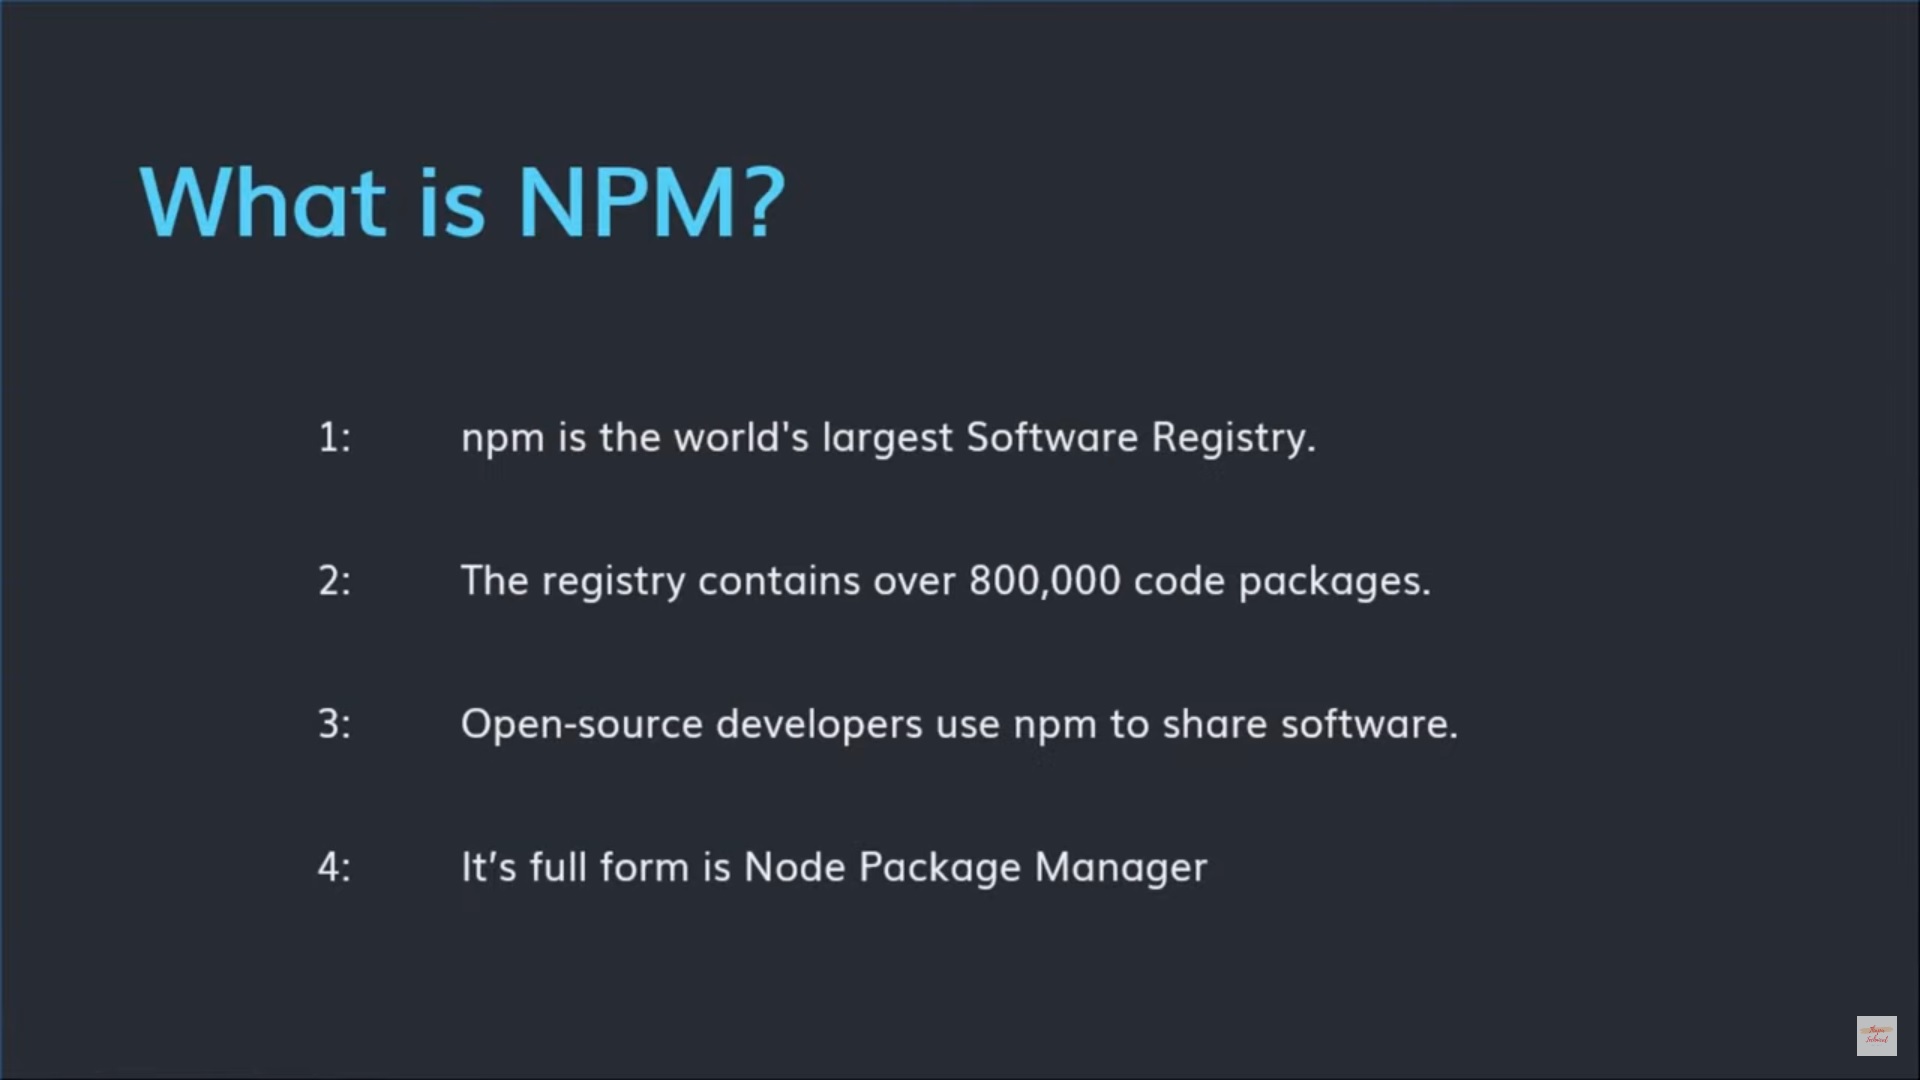 What is NPM?
1: npm is the world's largest Software Registry.
2: The registry contains over 800,000 code packages.
3: Open-source developers use npm to share software.
4: It’s full form is Node Package Manager